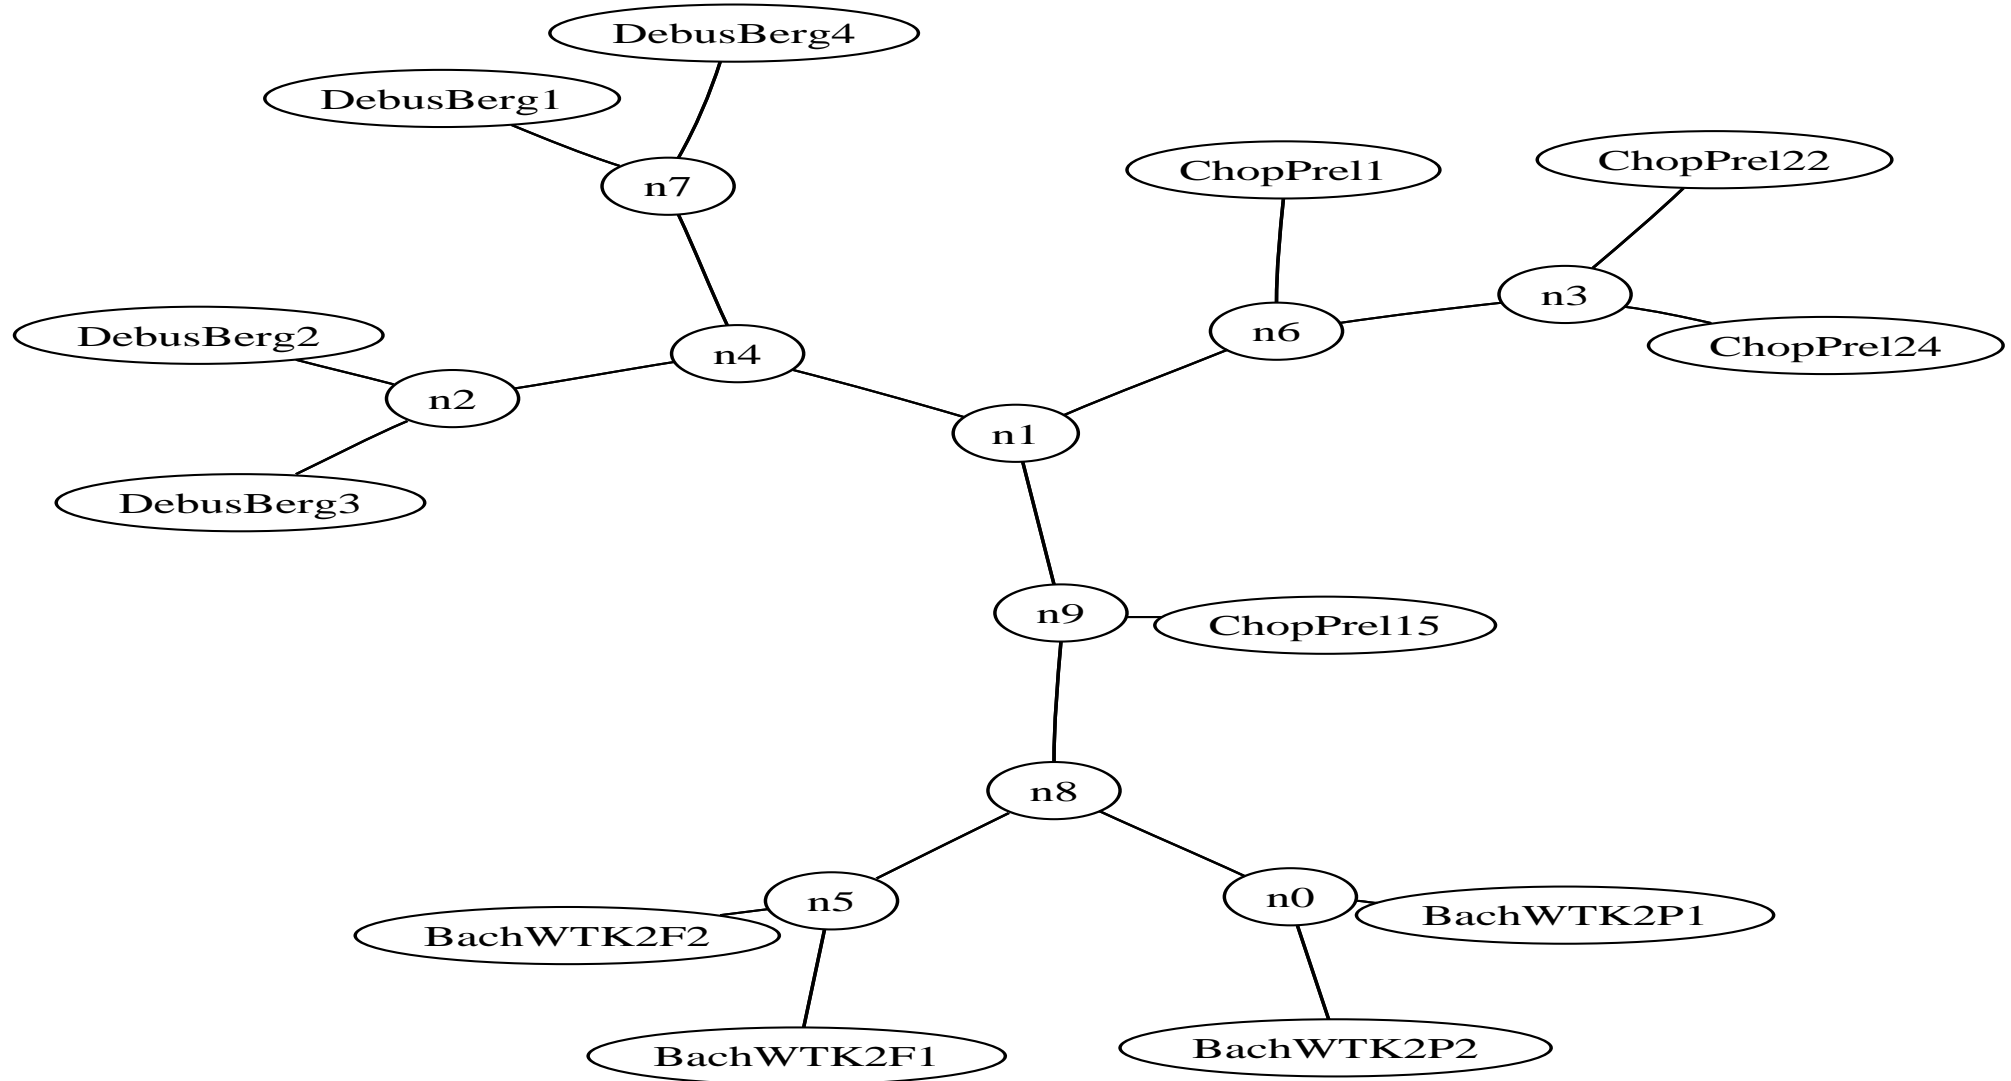 DebusBerg4
DebusBerg1
ChopPrel22
ChopPrel1
n7
n3
n6
DebusBerg2
ChopPrel24
n4
n2
n1
DebusBerg3
n9
ChopPrel15
n8
n0
n5
BachWTK2P1
BachWTK2F2
BachWTK2P2
BachWTK2F1